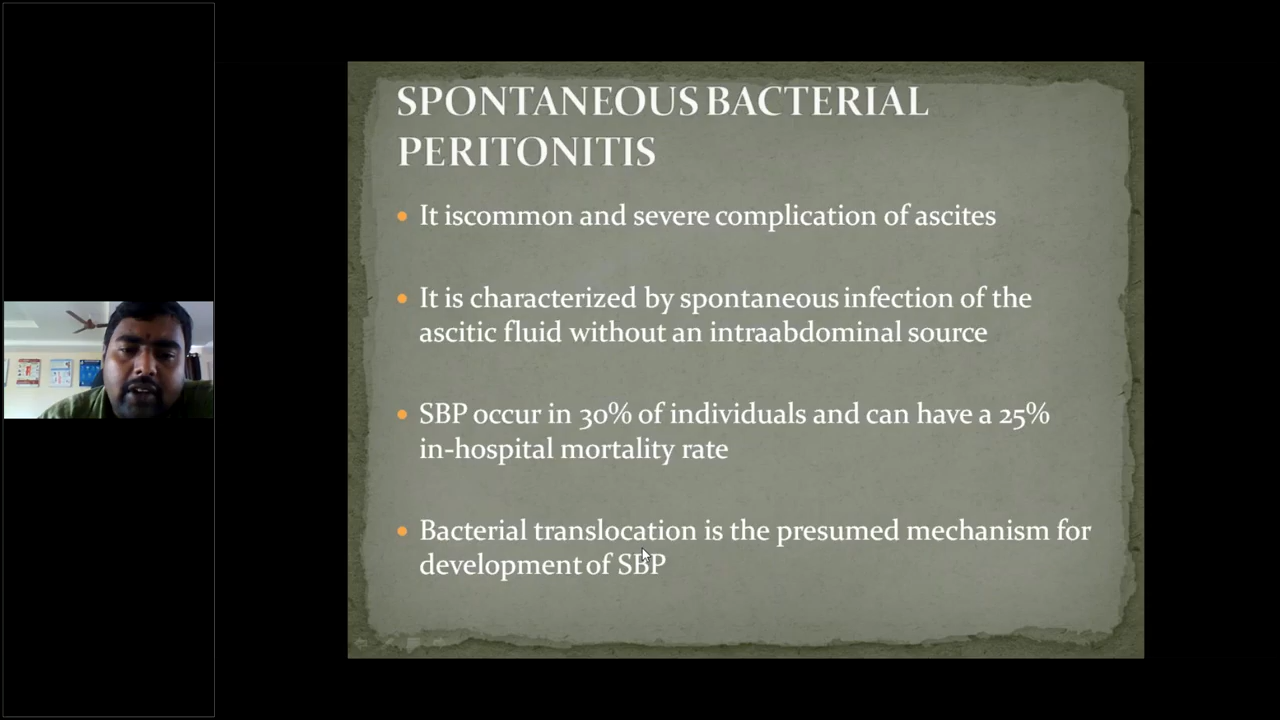 SPONTANEOUS BACTERIAL
PERITONITIS
It iscommon and severe complication of ascites
It is characterized by spontaneous infection of the
ascitic fluid without an intraabdominal source
SBP occur in 30% of individuals and can have a 25%
in-hospital mortality rate
Bacterial translocation is the presumed mechanism for
development of SBP